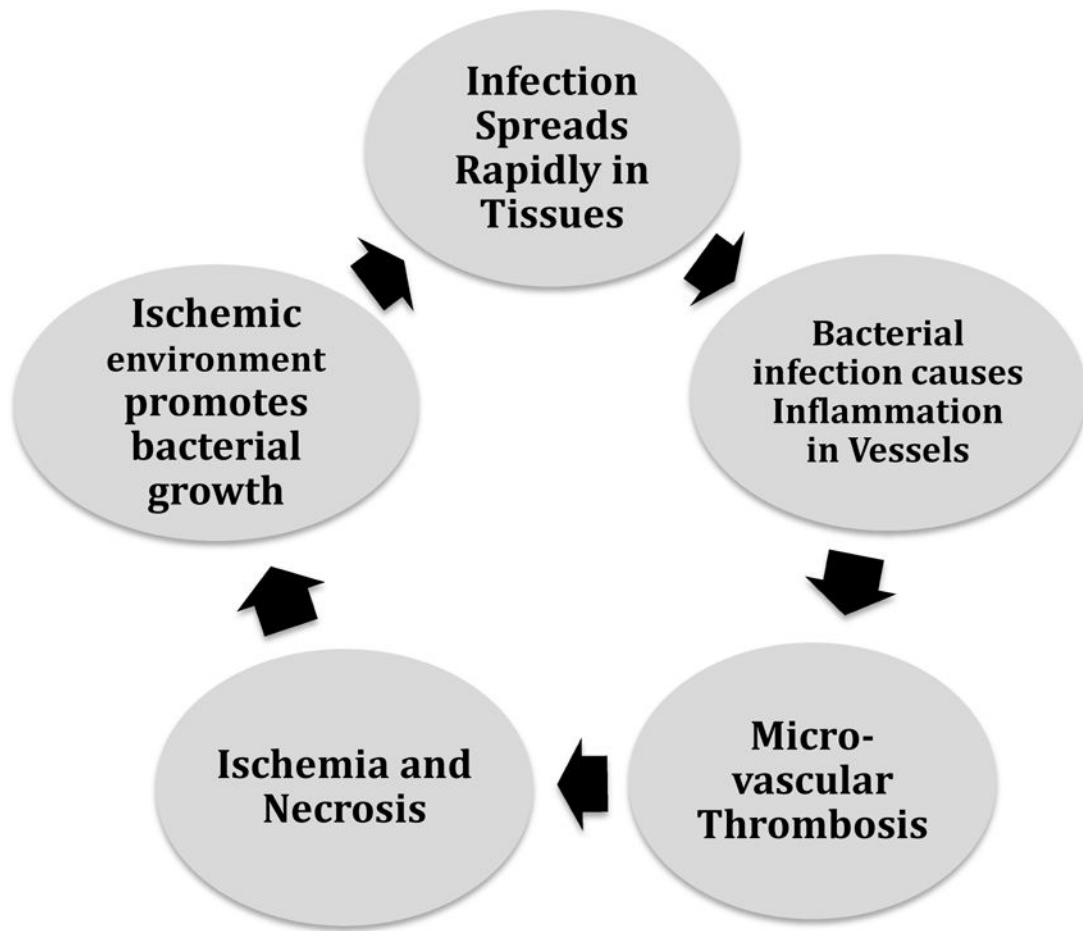 Infection
Spreads
Rapidly in
Tissues
Bacterial
infection causes
Inflammation
in Vessels
Micro-
vascular
Thrombosis
Ischemia and
Necrosis
Ischemic
environment
promotes
bacterial
growth